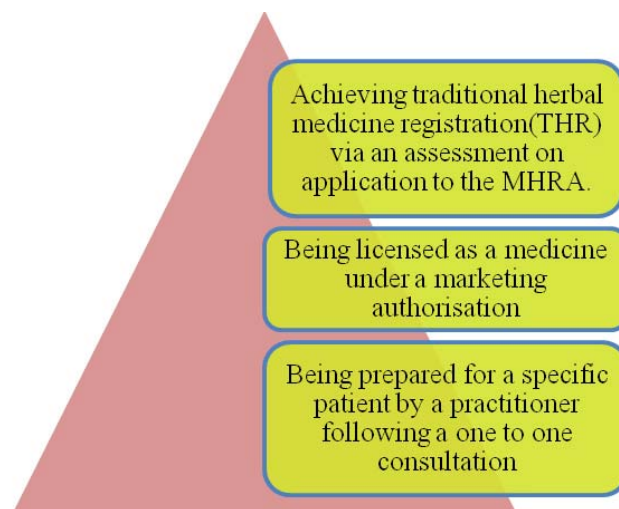 Achieving traditional herbal
medicine registration(THR)
via an assessment on
application to the MHRA.
Being licensed as a medicine
under a marketing
authorisation
Being prepared for a specific
patient by a practitioner
following a one to one
consultation